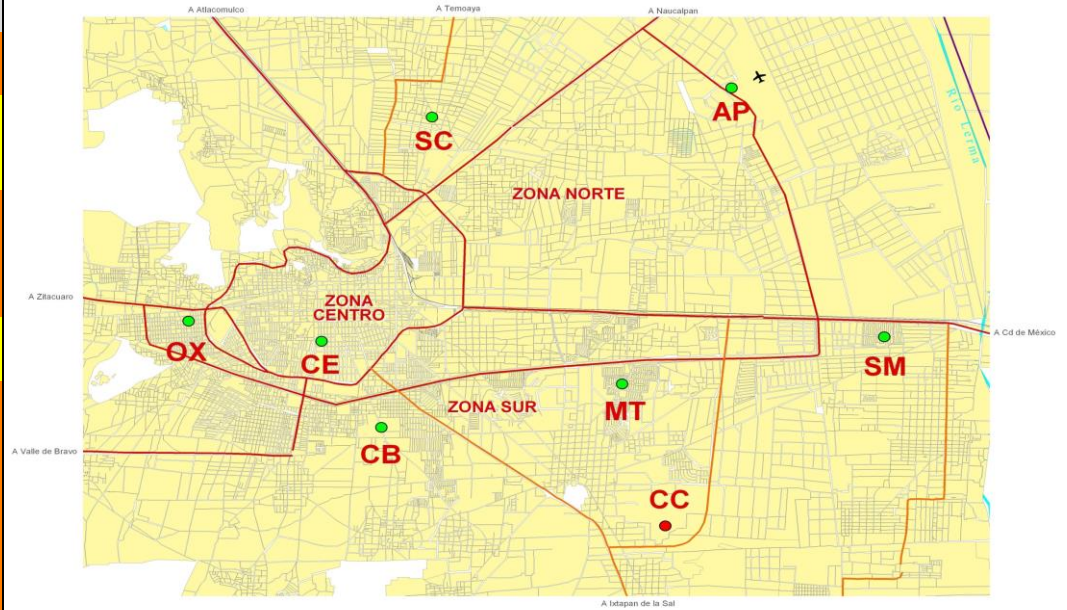 A Atlacomulco
A Temoaya
A Naucalpan
AP
SC
Río Lerma
ZONA NORTE
A Zitacuaro
ZONA
CENTRO
A Cd de México
OX
CE
SM
ZONA SUR
MT
CB
A Valle de Bravo
CC
A Ixtapan de la Sal